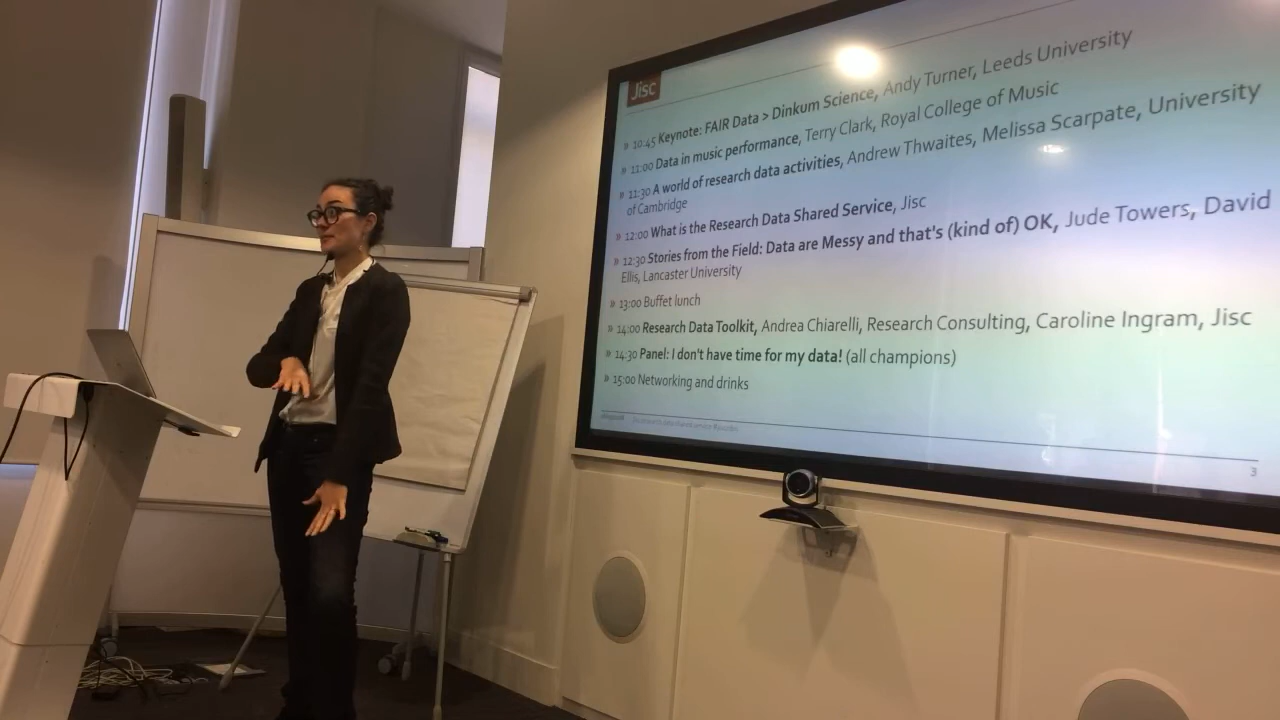 Jisc
» 10:45 Keynote: FAIR Data > Dinkum Science, Andy Turner, Leeds University
» 11:00 Data in music performance, Terry Clark, Royal College of Music
» 11:30 A world of research data activities, Andrew Thwaites, Melissa Scarpate, University
of Cambridge
» 12:00 What is the Research Data Shared Service, Jisc
» 12:30 Stories from the Field: Data are Messy and that's (kind of) OK, Jude Towers, David
Ellis, Lancaster University
» 13:00 Buffet lunch
» 14:00 Research Data Toolkit, Andrea Chiarelli, Research Consulting, Caroline Ingram, Jisc
» 14:30 Panel: I don't have time for my data! (all champions)
» 15:00 Networking and drinks
3